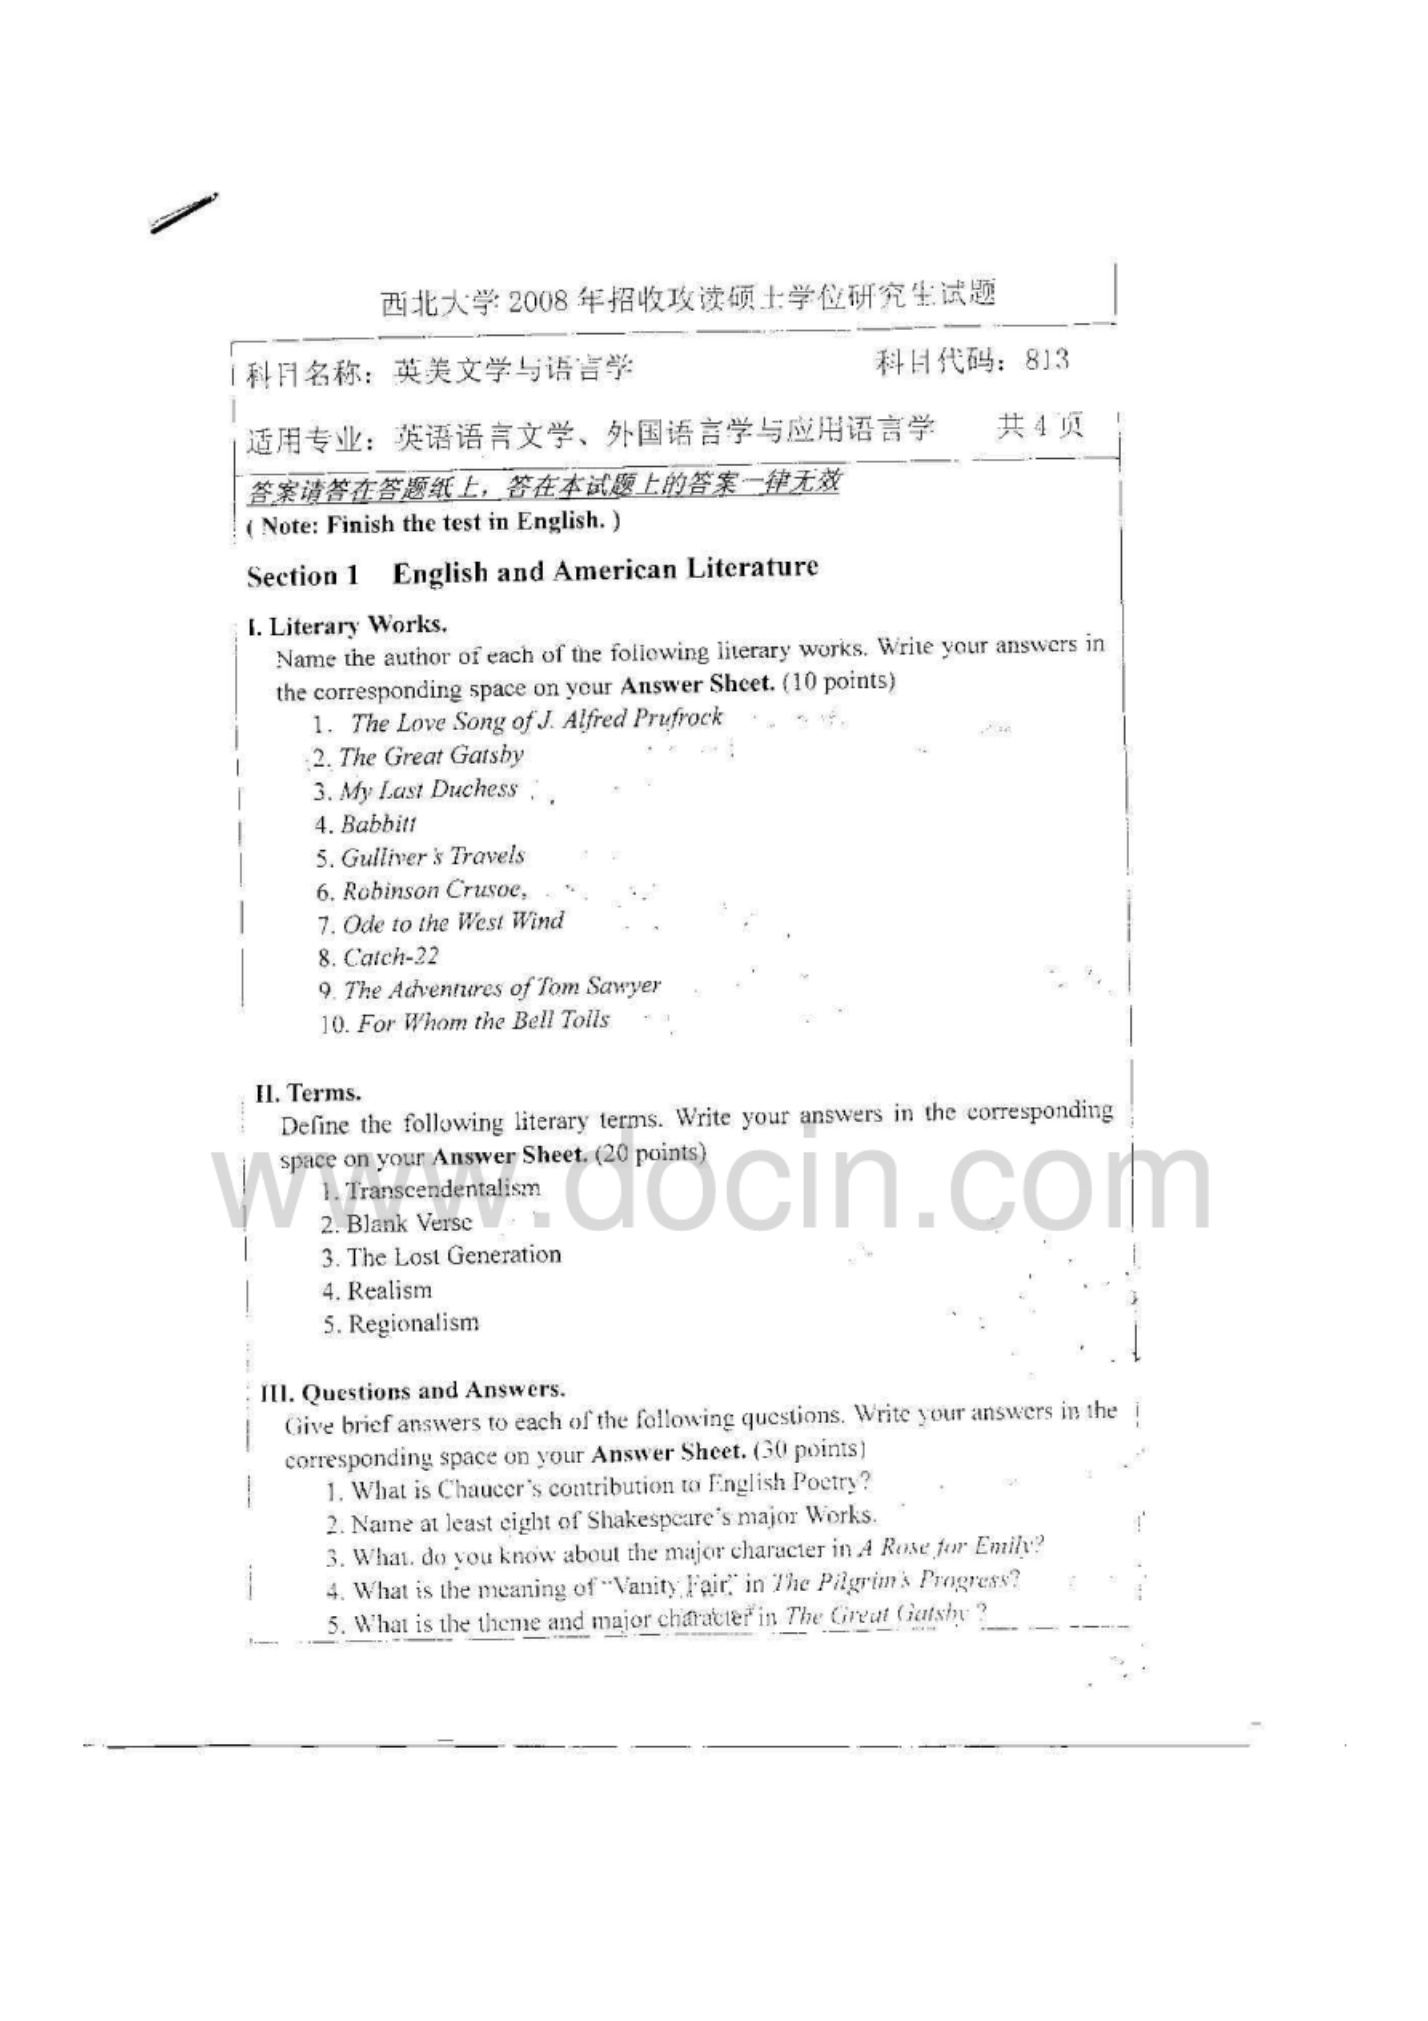 西北大学 2008 年招收攻读硕士学位研究生试题
科目名称：英美文学与语言学 科目代码：813
适用专业：英语语言文学、外国语言学与应用语言学 共 4 页
答案请答在答题纸上，答在本试题上的答案一律无效
( Note: Finish the test in English. )
Section 1 English and American Literature
I. Literary Works.
Name the author of each of the following literary works. Write your answers in
the corresponding space on your Answer Sheet. (10 points)
1. The Love Song of J. Alfred Prufrock
2. The Great Gatsby
3. My Last Duchess
4. Babbitt
5. Gulliver's Travels
6. Robinson Crusoe,
7. Ode to the West Wind
8. Catch-22
9. The Adventures of Tom Sawyer
10. For Whom the Bell Tolls
II. Terms.
Define the following literary terms. Write your answers in the corresponding
space on your Answer Sheet. (20 points)
www.docin.com
1. Transcendentalism
2. Blank Verse
3. The Lost Generation
4. Realism
5. Regionalism
III. Questions and Answers.
Give brief answers to each of the following questions. Write your answers in the
corresponding space on your Answer Sheet. (30 points)
1. What is Chaucer's contribution to English Poetry?
2. Name at least eight of Shakespeare's major Works.
3. What. do you know about the major character in A Rose for Emily?
4. What is the meaning of "Vanity Fair," in The Pilgrim's Progress?
5. What is the theme and major character in The Great Gatsby ?